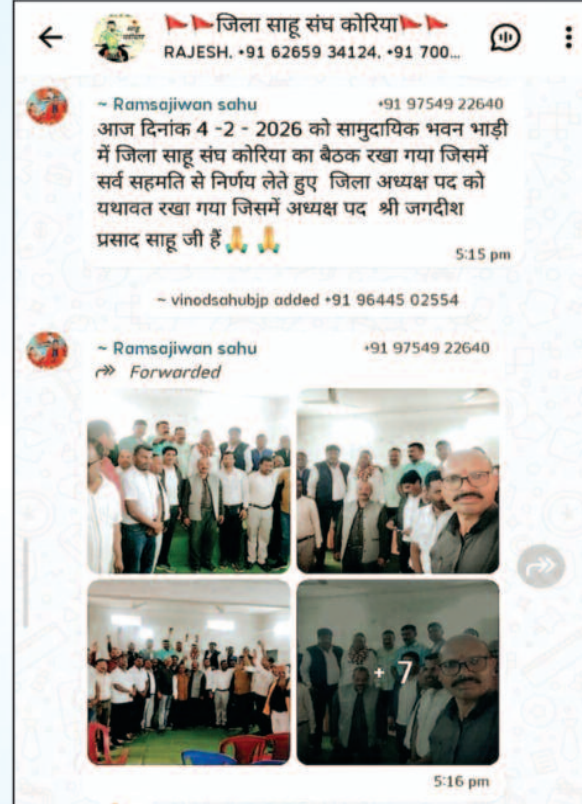 🚩🚩जिला साहू संघ कोरिया🚩🚩
RAJESH, +91 62659 34124, +91 700...
~ Ramsajiwan sahu +91 97549 22640
आज दिनांक 4 -2 - 2026 को सामुदायिक भवन भाड़ी
में जिला साहू संघ कोरिया का बैठक रखा गया जिसमें
सर्व सहमति से निर्णय लेते हुए जिला अध्यक्ष पद को
यथावत रखा गया जिसमें अध्यक्ष पद श्री जगदीश
प्रसाद साहू जी हैं🙏 🙏
5:15 pm
~ vinodsahubjp added +91 96445 02554
~ Ramsajiwan sahu +91 97549 22640
Forwarded
+ 7
5:16 pm